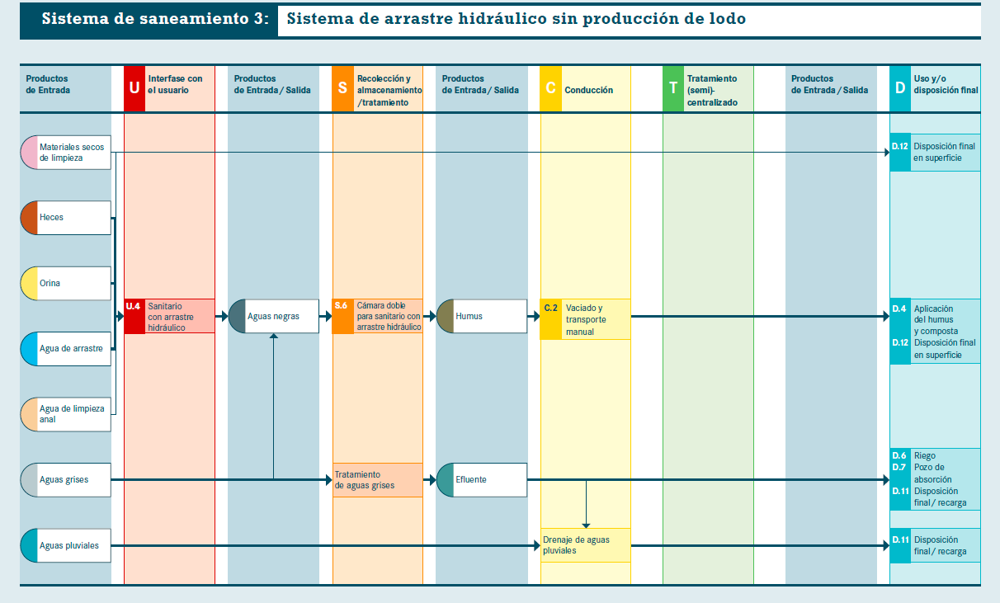 Sistema de saneamiento 3: Sistema de arrastre hidráulico sin producción de lodo
Productos
de Entrada
U
Interfase con
el usuario
Productos
de Entrada / Salida
S
Recolección y
almacenamiento
/tratamiento
Productos
de Entrada / Salida
C
Conducción
T
Tratamiento
(semi)-
centralizado
Productos
de Entrada / Salida
D
Uso y/o
disposición final
Materiales secos
de limpieza
D.12 Disposición final
en superficie
Heces
Orina
U.4 Sanitario
con arrastre
hidráulico
Aguas negras
S.6 Cámara doble
para sanitario con
arrastre hidráulico
Humus
C.2 Vaciado y
transporte
manual
D.4 Aplicación
del humus
y composta
D.12 Disposición final
en superficie
Agua de arrastre
Agua de limpieza
anal
Aguas grises
Tratamiento
de aguas grises
Efluente
D.6 Riego
D.7 Pozo de
absorción
D.11 Disposición
final / recarga
Aguas pluviales
Drenaje de aguas
pluviales
D.11 Disposición
final / recarga